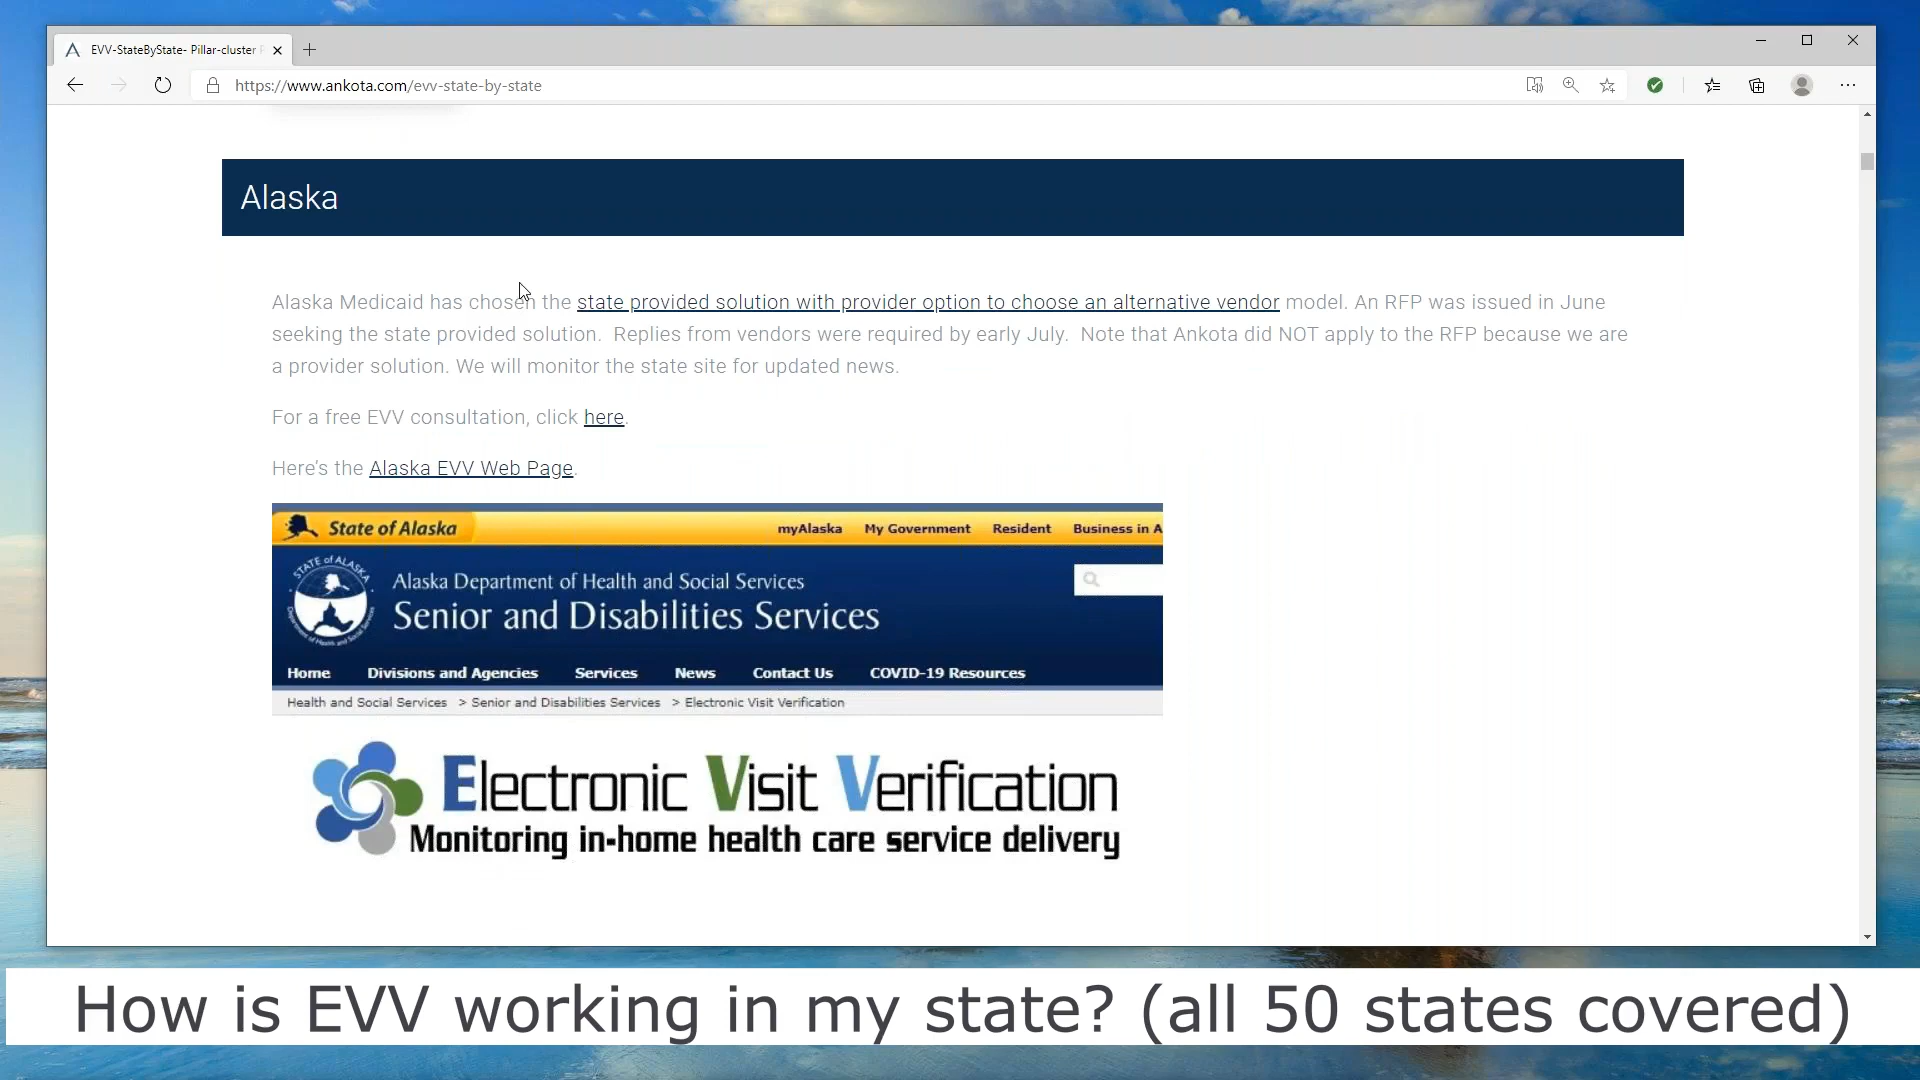 EVV-StateByState- Pillar-cluster
https://www.ankota.com/evv-state-by-state
Alaska
Alaska Medicaid has chosen the state provided solution with provider option to choose an alternative vendor model. An RFP was issued in June
seeking the state provided solution. Replies from vendors were required by early July. Note that Ankota did NOT apply to the RFP because we are
a provider solution. We will monitor the state site for updated news.
For a free EVV consultation, click here.
Here's the Alaska EVV Web Page.
State of Alaska
myAlaska My Government Resident Business in A
STATE of ALASKA
Alaska Department of Health and Social Services
Senior and Disabilities Services
Home Divisions and Agencies Services News Contact Us COVID-19 Resources
Health and Social Services > Senior and Disabilities Services > Electronic Visit Verification
Electronic Visit Verification
Monitoring in-home health care service delivery
How is EVV working in my state? (all 50 states covered)